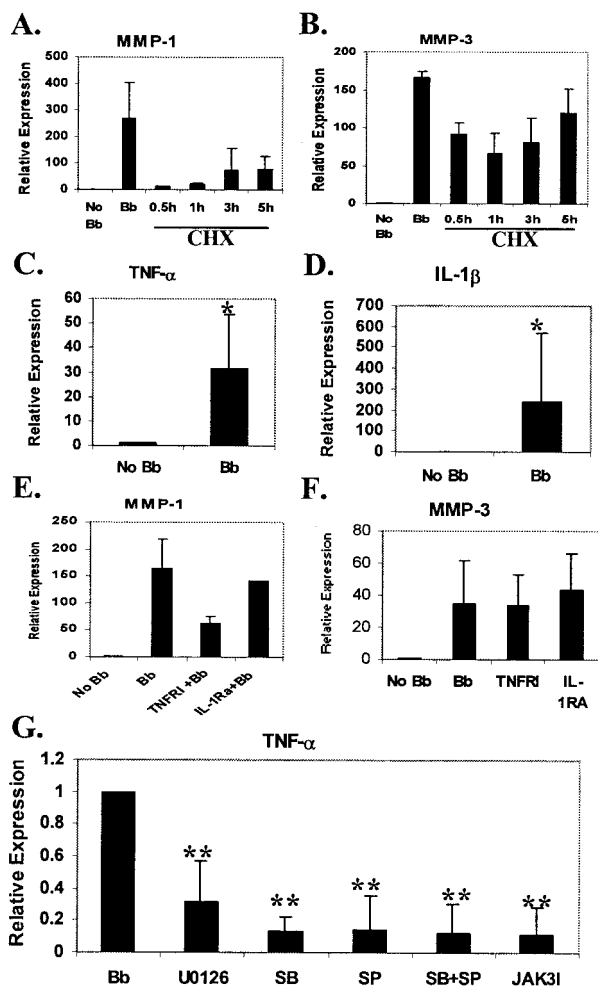 A.
MMP-1
Relative Expression
500
400
300
200
100
0
No Bb
Bb
0.5h
1h
3h
5h
CHX
B.
MMP-3
Relative Expression
200
150
100
50
0
No Bb
Bb
0.5h
1h
3h
5h
CHX
C.
TNF-α
Relative Expression
60
50
40
30
20
10
0
*
No Bb
Bb
D.
IL-1β
Relative Expression
700
600
500
400
300
200
100
0
*
No Bb
Bb
E.
MMP-1
Relative Expression
250
200
150
100
50
0
No Bb
Bb
TNFRI +Bb
IL-1Ra+Bb
F.
MMP-3
Relative Expression
80
60
40
20
0
No Bb
Bb
TNFRI
IL-
1RA
G.
TNF-α
Relative Expression
1.2
1
0.8
0.6
0.4
0.2
0
**
**
**
**
**
Bb
U0126
SB
SP
SB+SP
JAK3I